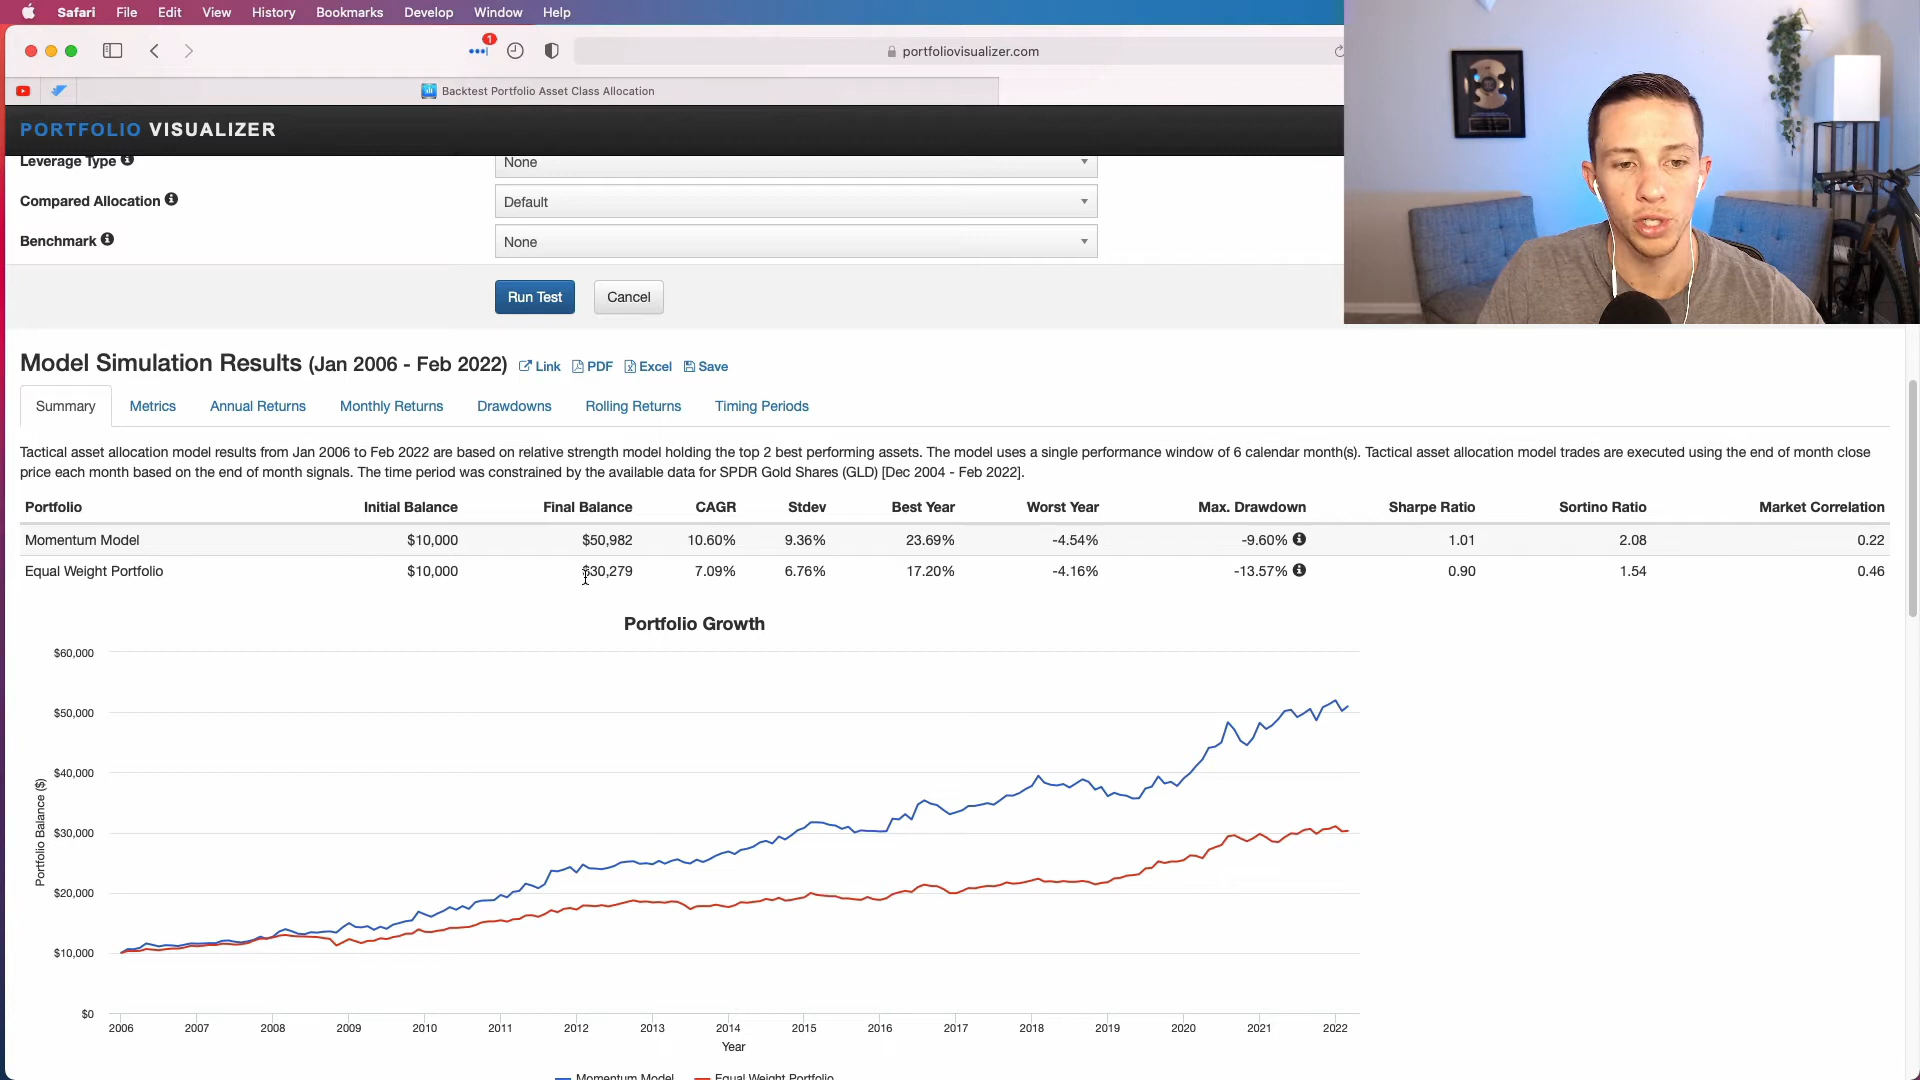 Safari File Edit View History Bookmarks Develop Window Help
1
portfoliovisualizer.com
Backtest Portfolio Asset Class Allocation
PORTFOLIO VISUALIZER
Leverage Type None
Compared Allocation Default
Benchmark None
Run Test Cancel
Model Simulation Results (Jan 2006 - Feb 2022) Link PDF Excel Save
Summary Metrics Annual Returns Monthly Returns Drawdowns Rolling Returns Timing Periods
Tactical asset allocation model results from Jan 2006 to Feb 2022 are based on relative strength model holding the top 2 best performing assets. The model uses a single performance window of 6 calendar month(s). Tactical asset allocation model trades are executed using the end of month close
price each month based on the end of month signals. The time period was constrained by the available data for SPDR Gold Shares (GLD) [Dec 2004 - Feb 2022].
Portfolio Initial Balance Final Balance CAGR Stdev Best Year Worst Year Max. Drawdown Sharpe Ratio Sortino Ratio Market Correlation
Momentum Model $10,000 $50,982 10.60% 9.36% 23.69% -4.54% -9.60% 1.01 2.08 0.22
Equal Weight Portfolio $10,000 $30,279 7.09% 6.76% 17.20% -4.16% -13.57% 0.90 1.54 0.46
Portfolio Growth
$60,000
$50,000
$40,000
$30,000
$20,000
$10,000
$0
Portfolio Balance ($)
2006 2007 2008 2009 2010 2011 2012 2013 2014 2015 2016 2017 2018 2019 2020 2021 2022
Year
Momentum Model Equal Weight Portfolio